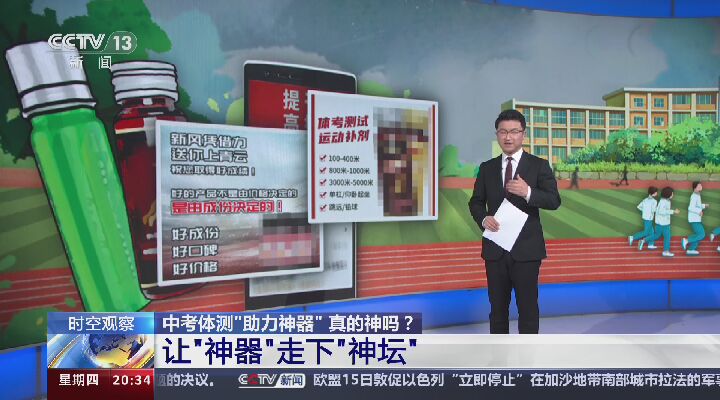 CCTV 13
新闻
提
高
新风凭借力
送你上青云
祝您取得好成绩！
好的产品不是由价格决定的
是由成份决定的！
好成份
好口碑
好价格
体考测试
运动补剂
100-400米
800米-1000米
3000米-5000米
单杠/仰卧起坐
跳远/铅球
时空观察
中考体测"助力神器" 真的神吗？
让"神器"走下"神坛"
星期四 20:34
的决议。 CCTV 新闻 欧盟15日敦促以色列“立即停止”在加沙地带南部城市拉法的军事